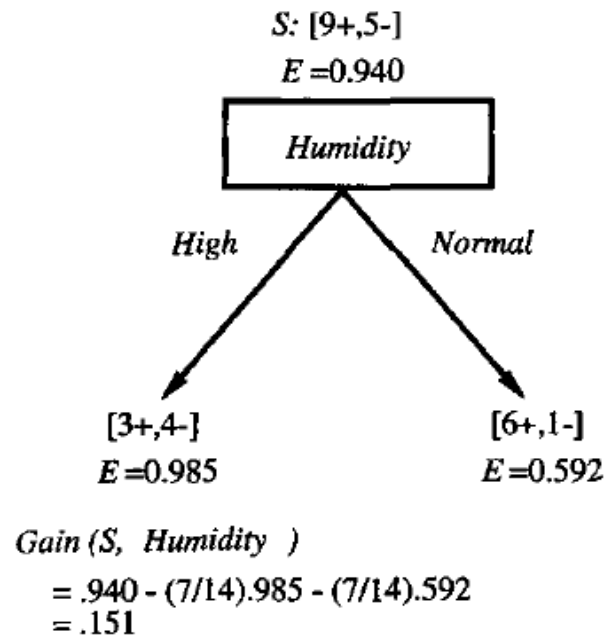 S: [9+,5-]
E =0.940
Humidity
High Normal
[3+,4-] [6+,1-]
E =0.985 E =0.592
Gain (S, Humidity )
= .940 - (7/14).985 - (7/14).592
= .151